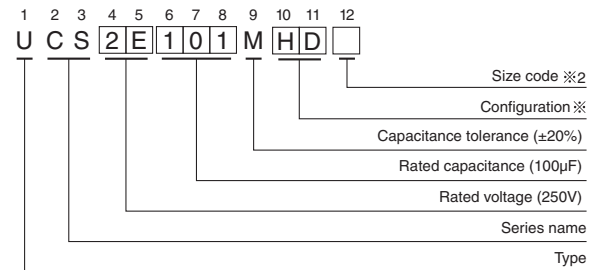 1 2 3 4 5 6 7 8 9 10 11 12
U C S 2 E 1 0 1 M H D
Size code ※2
Configuration※
Capacitance tolerance (±20%)
Rated capacitance (100µF)
Rated voltage (250V)
Series name
Type